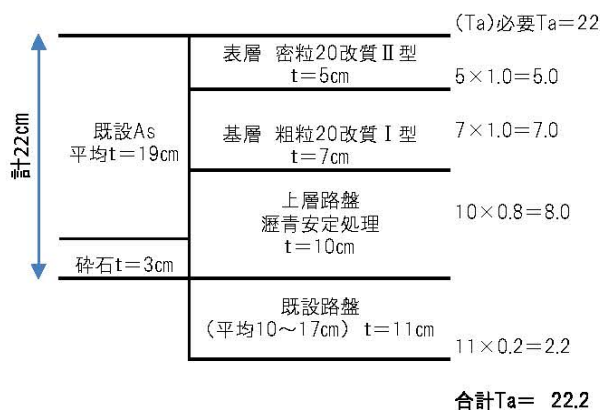 (Ta)必要Ta=22
表層 密粒20改質Ⅱ型
t=5cm
5×1.0=5.0
計22cm
既設As
平均t=19cm
基層 粗粒20改質Ⅰ型
t=7cm
7×1.0=7.0
上層路盤
瀝青安定処理
t=10cm
10×0.8=8.0
砕石t=3cm
既設路盤
(平均10~17cm) t=11cm
11×0.2=2.2
合計Ta= 22.2